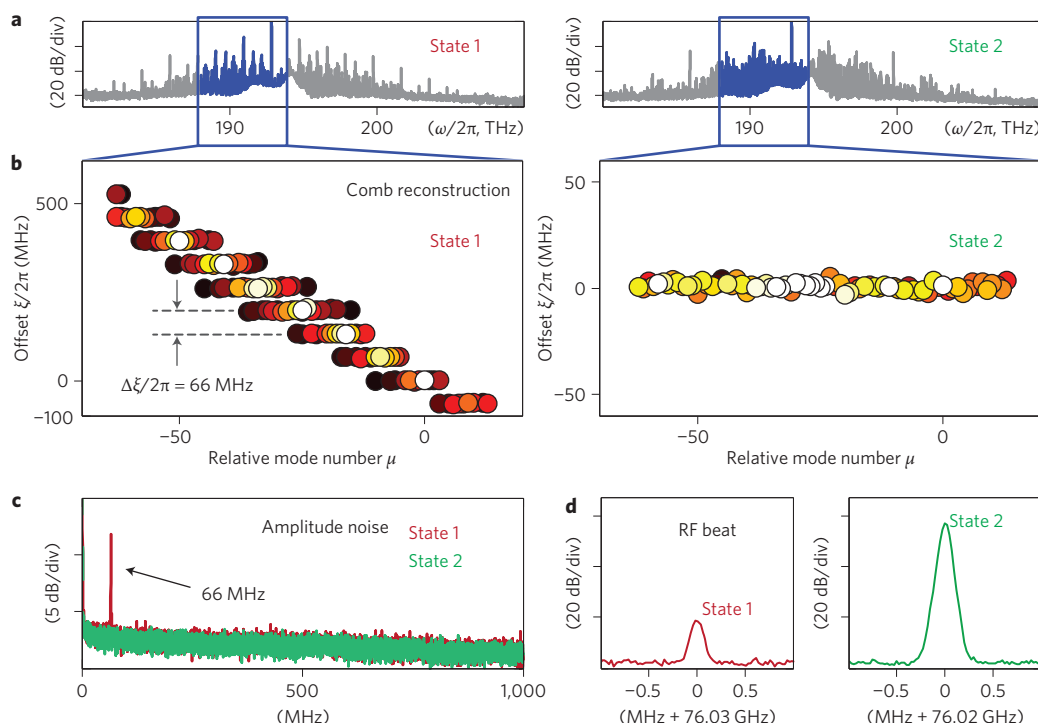 a
(20 dB/div)
State 1
190
200
(ω/2π, THz)
(20 dB/div)
State 2
190
200
(ω/2π, THz)
b
Offset ξ/2π (MHz)
500
0
−100
Comb reconstruction
State 1
Δξ/2π = 66 MHz
−50
0
Relative mode number μ
Offset ξ/2π (MHz)
50
0
−50
State 2
−50
0
Relative mode number μ
c
(5 dB/div)
Amplitude noise
State 1
State 2
66 MHz
0
500
1,000
(MHz)
d
(20 dB/div)
RF beat
State 1
−0.5
0
0.5
(MHz + 76.03 GHz)
(20 dB/div)
State 2
−0.5
0
0.5
(MHz + 76.02 GHz)